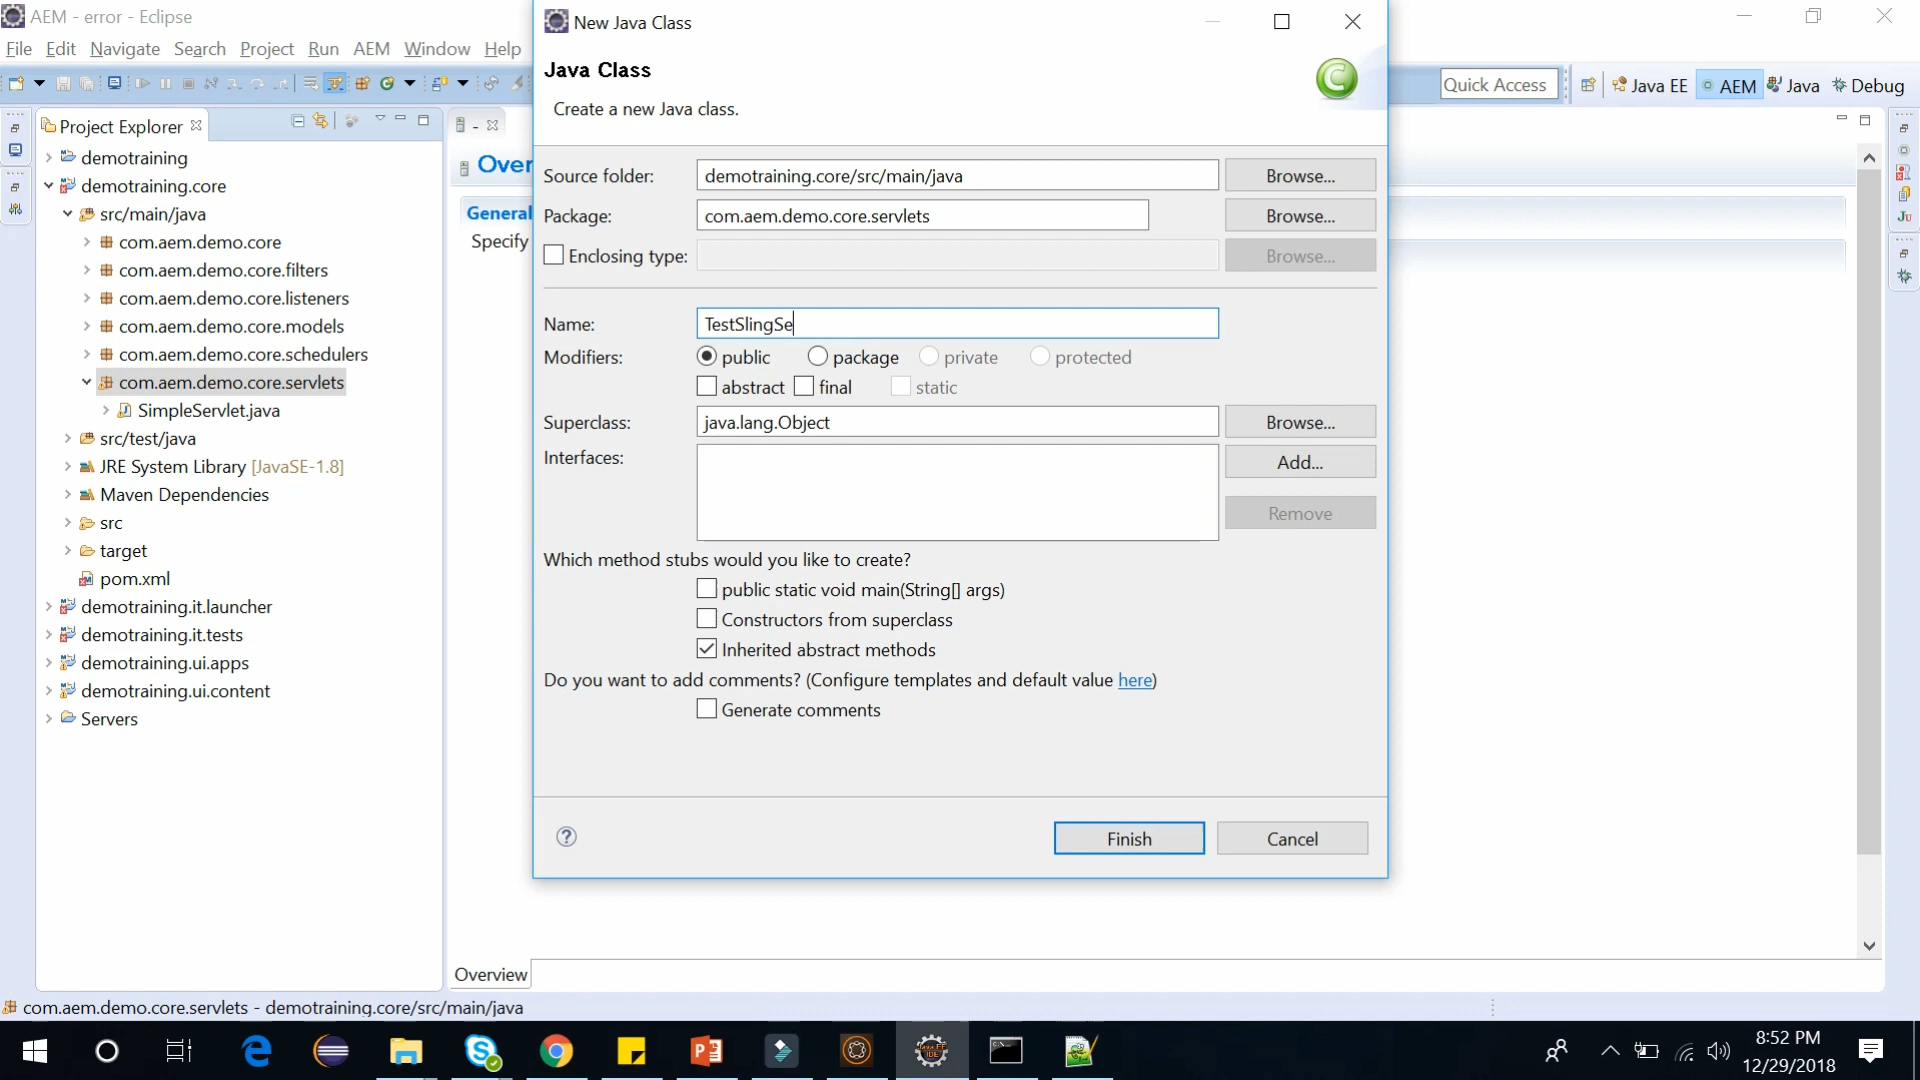 AEM - error - Eclipse
File Edit Navigate Search Project Run AEM Window Help
Quick Access
Java EE
AEM
Java
Debug
Project Explorer
demotraining
demotraining.core
src/main/java
com.aem.demo.core
com.aem.demo.core.filters
com.aem.demo.core.listeners
com.aem.demo.core.models
com.aem.demo.core.schedulers
com.aem.demo.core.servlets
SimpleServlet.java
src/test/java
JRE System Library [JavaSE-1.8]
Maven Dependencies
src
target
pom.xml
demotraining.it.launcher
demotraining.it.tests
demotraining.ui.apps
demotraining.ui.content
Servers
-
Over
General
Specify
Overview
New Java Class
Java Class
Create a new Java class.
C
Source folder: demotraining.core/src/main/java Browse...
Package: com.aem.demo.core.servlets Browse...
Enclosing type: Browse...
Name: TestSlingSe
Modifiers: public package private protected
abstract final static
Superclass: java.lang.Object Browse...
Interfaces: Add...
Remove
Which method stubs would you like to create?
public static void main(String[] args)
Constructors from superclass
Inherited abstract methods
Do you want to add comments? (Configure templates and default value here)
Generate comments
?
Finish Cancel
Ju
com.aem.demo.core.servlets - demotraining.core/src/main/java
8:52 PM
12/29/2018